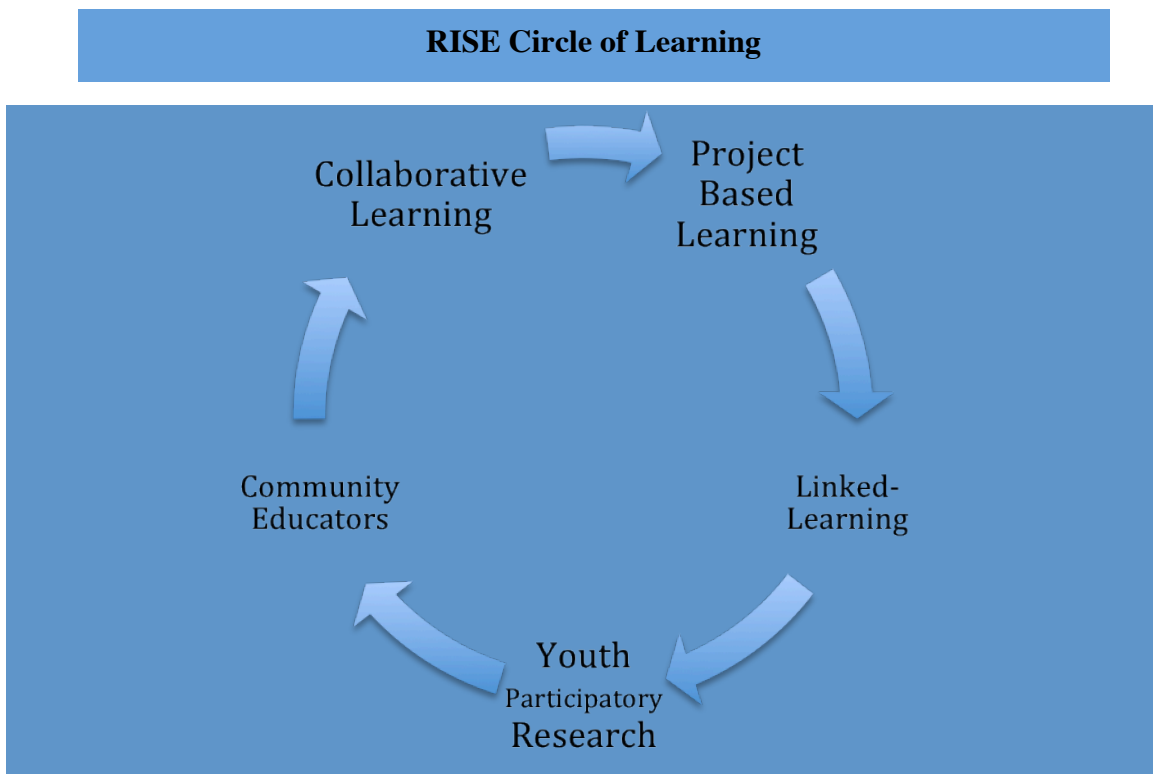 RISE Circle of Learning
Collaborative
Learning
Project
Based
Learning
Linked-
Learning
Youth
Participatory
Research
Community
Educators